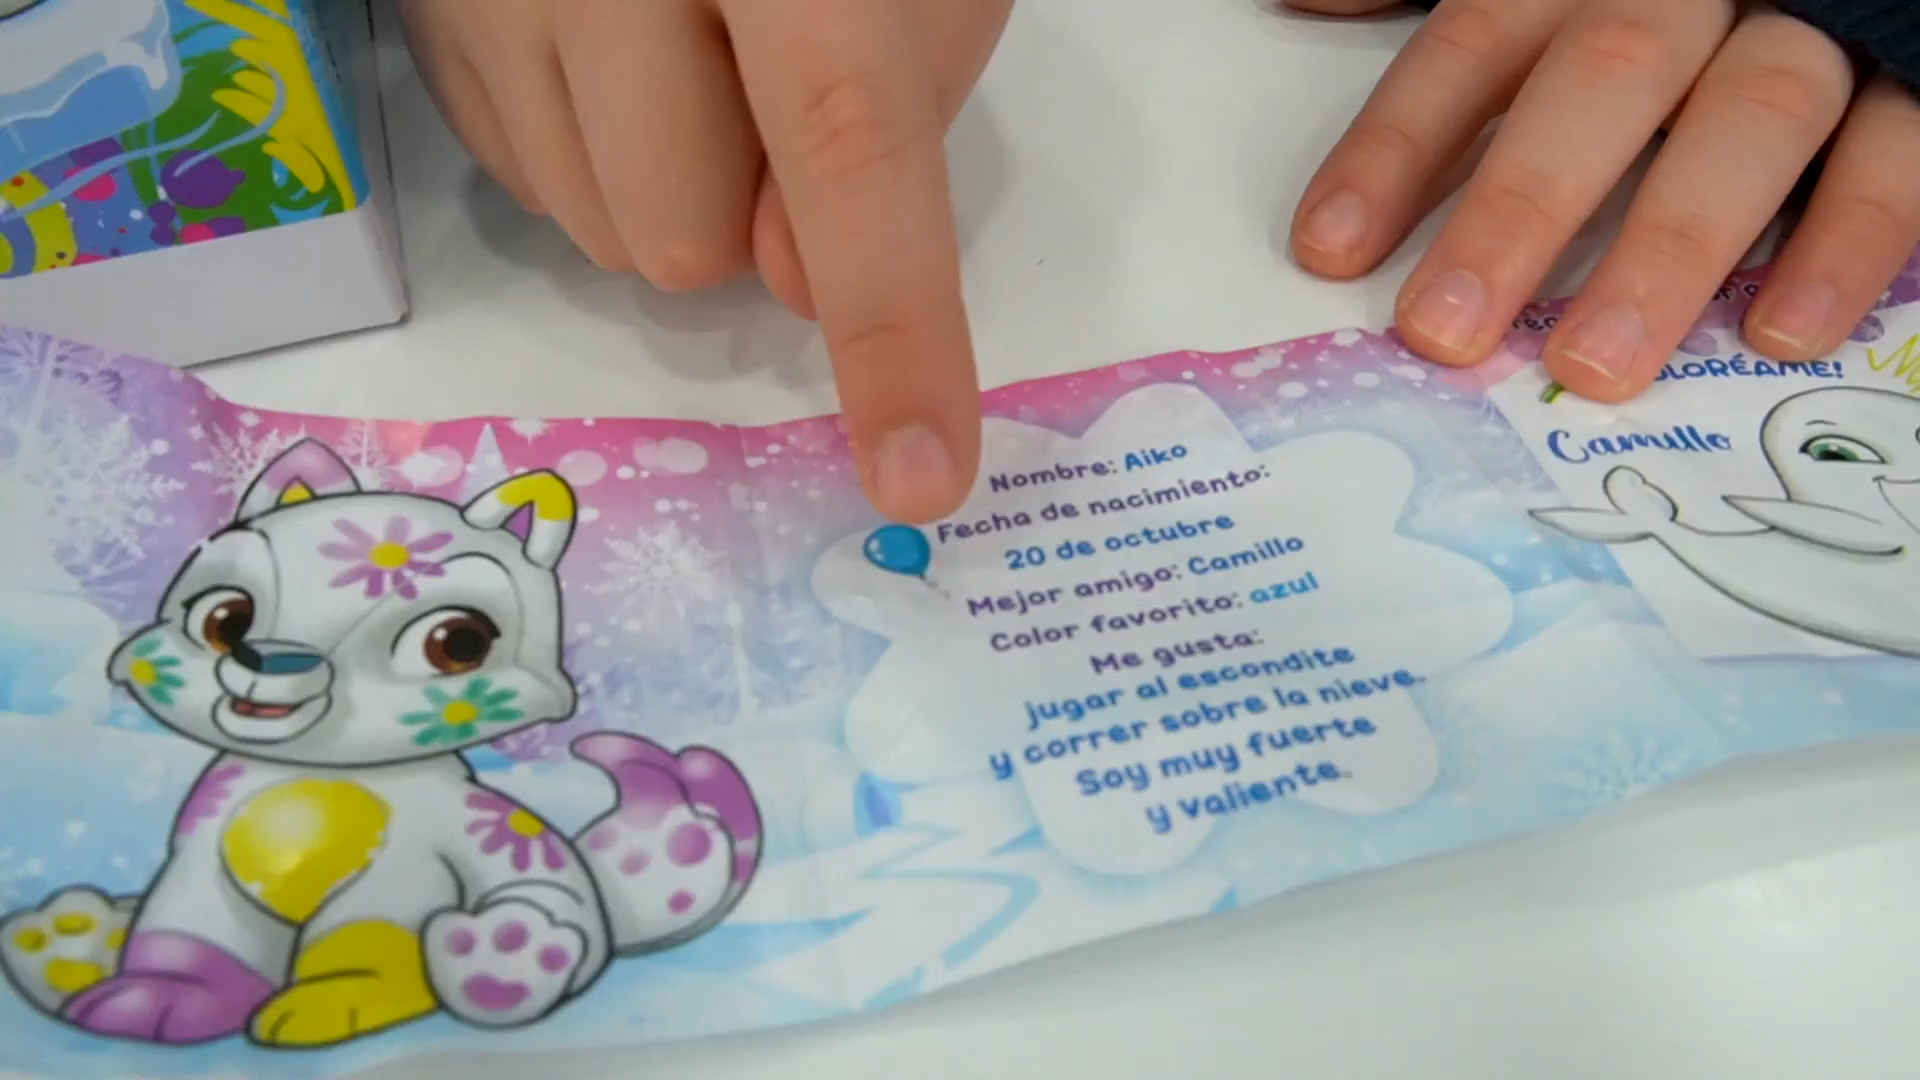 Nombre: Aiko
Fecha de nacimiento:
20 de octubre
Mejor amigo: Camillo
Color favorito: azul
Me gusta:
jugar al escondite
y correr sobre la nieve.
Soy muy fuerte
y valiente.
OLORÉAME!
Camillo